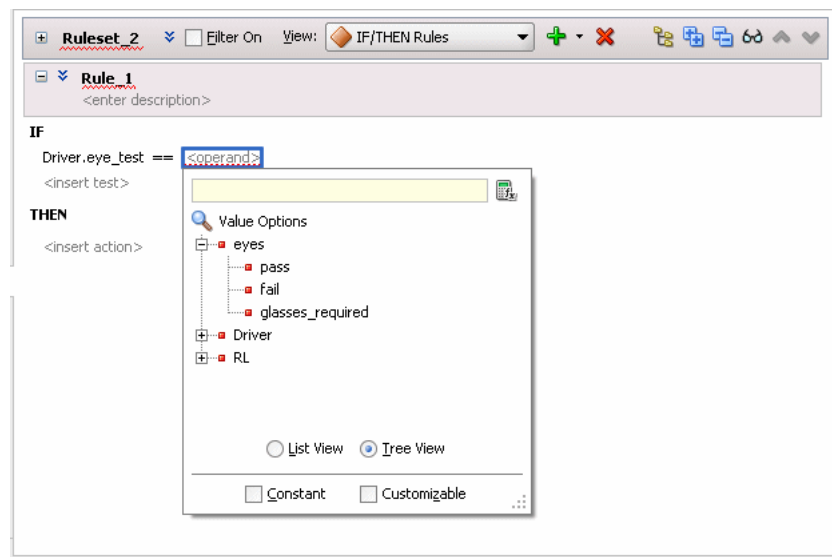 Ruleset_2 Filter On View: IF/THEN Rules
Rule_1
<enter description>
IF
Driver.eye_test == <operand>
<insert test>
THEN
<insert action>
Value Options
eyes
pass
fail
glasses_required
Driver
RL
List View Tree View
Constant Customizable